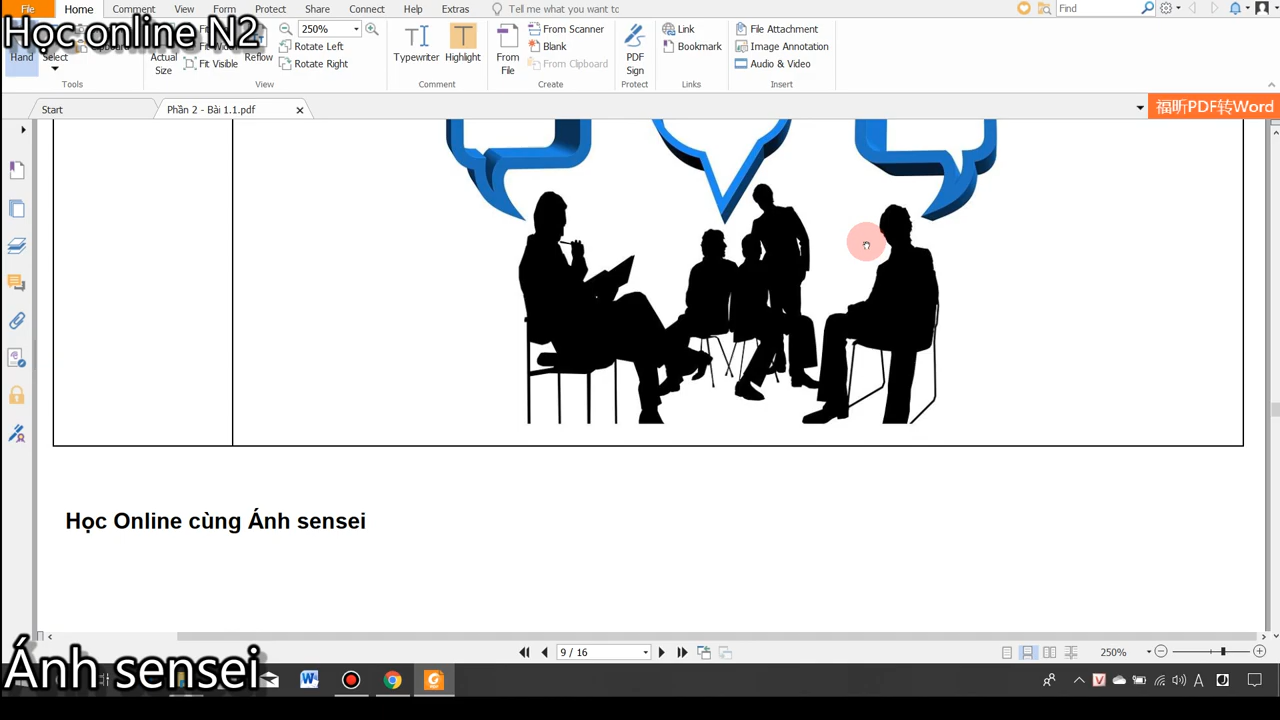 File Home Comment View Form Protect Share Connect Help Extras Tell me what you want to Find
Học online N2
Hand Select Actual Size Fit Visible Reflow 250% Rotate Left Rotate Right Typewriter Highlight From File From Scanner Blank From Clipboard PDF Sign Link Bookmark File Attachment Image Annotation Audio & Video
Tools View Comment Create Protect Links Insert
Start Phần 2 - Bài 1.1.pdf 福昕PDF转Word
Học Online cùng Ánh sensei
9 / 16 250%
Ánh sensei